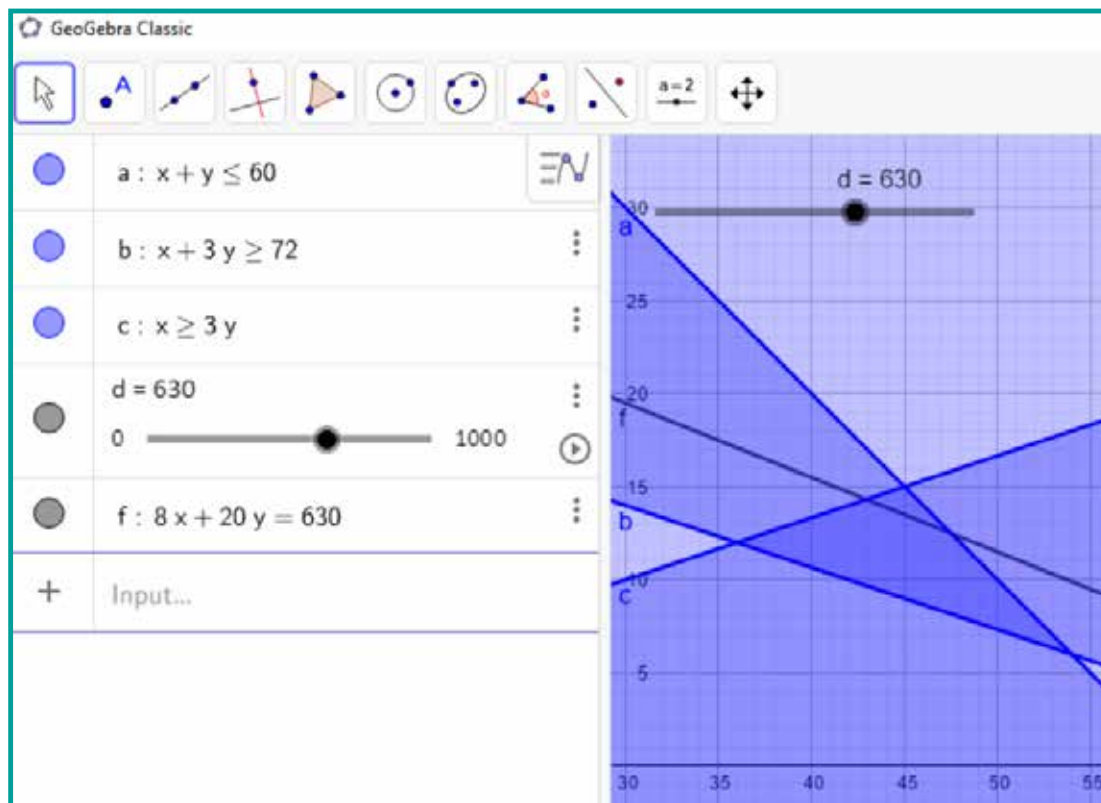 GeoGebra Classic
A
a = 2
a : x + y ≤ 60
b : x + 3 y ≥ 72
c : x ≥ 3 y
d = 630
0 1000
f : 8 x + 20 y = 630
+ Input...
d = 630
30
a
25
20
f
15
b
10
c
5
30 35 40 45 50 55